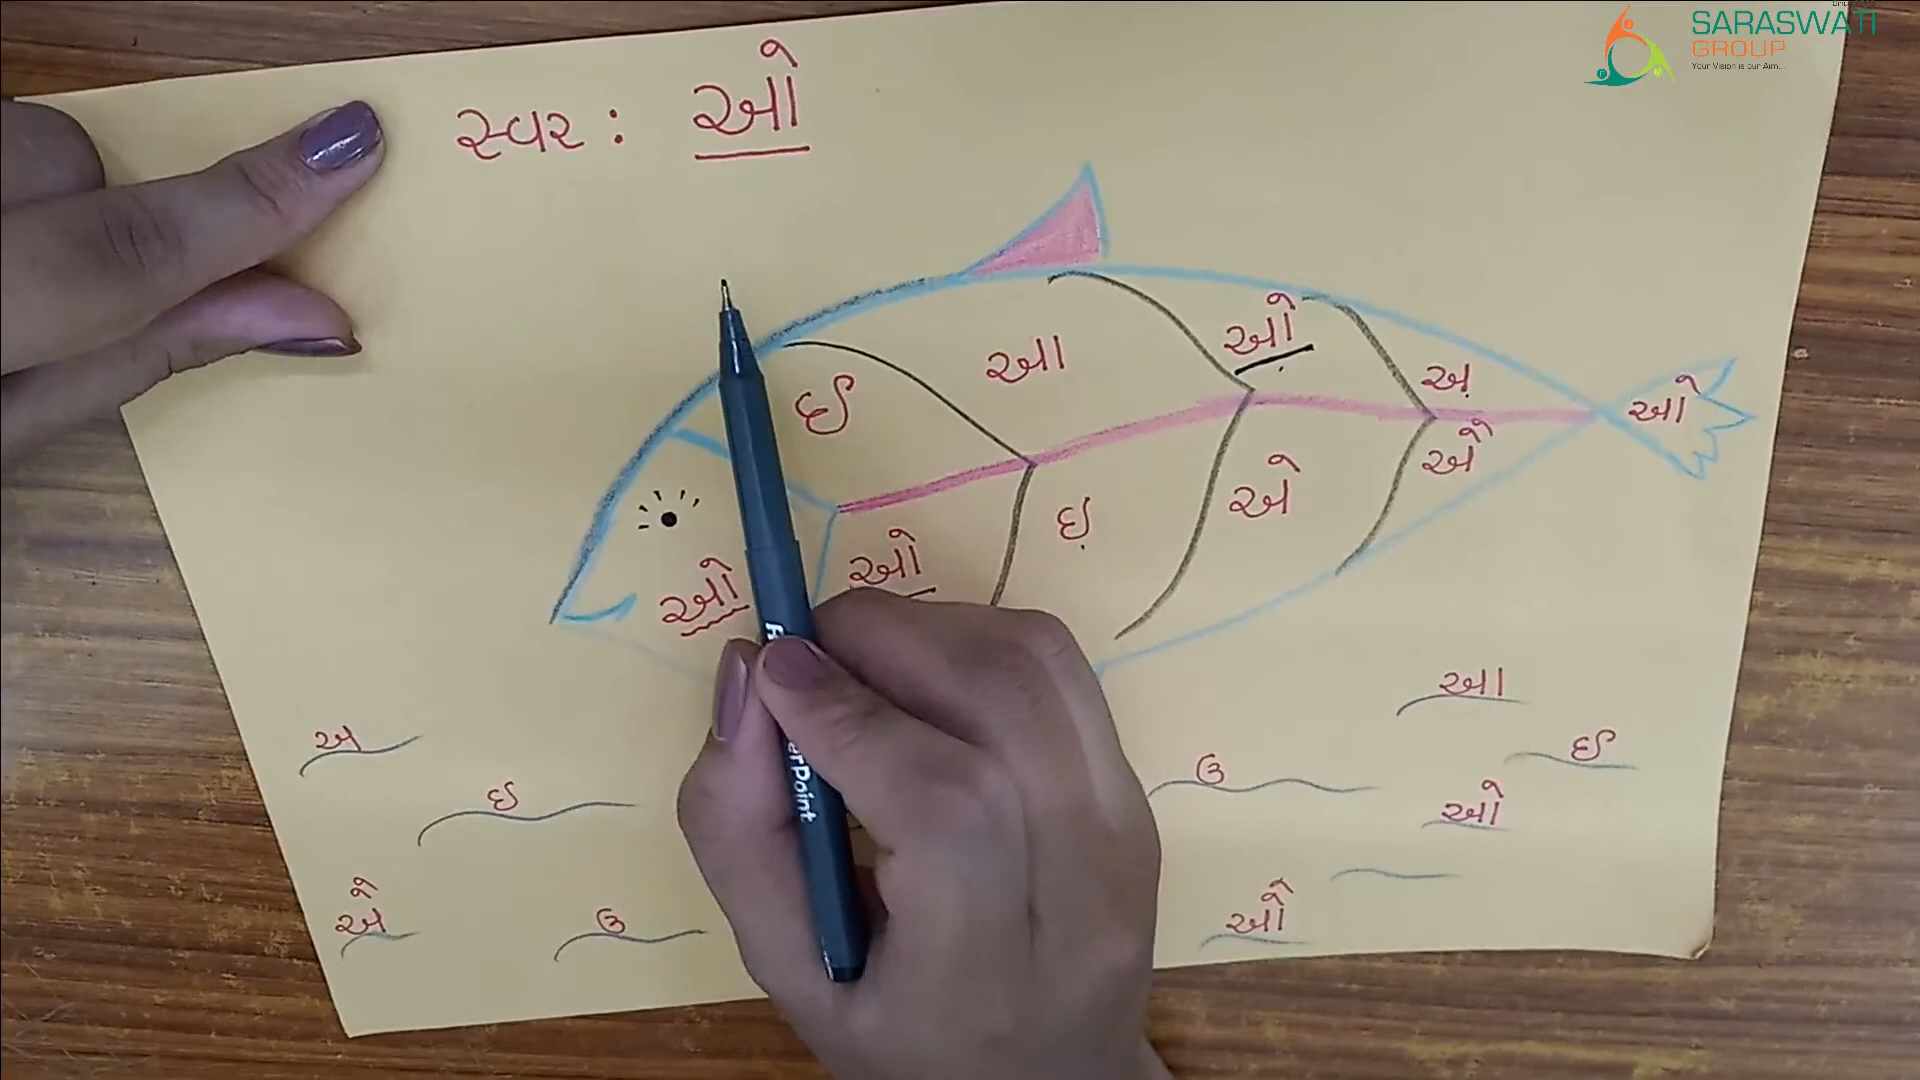 SARASWATI
GROUP
Your Vision is our Aim...
સ્વર : ઓ
આ
ઓ
અ
ઈ
ઓ
ઇ
એ
ઐ
ઓ
ઓ
અ
ઇ
ઐ
ઉ
આ
ઈ
ઉ
ઓ
ઔ